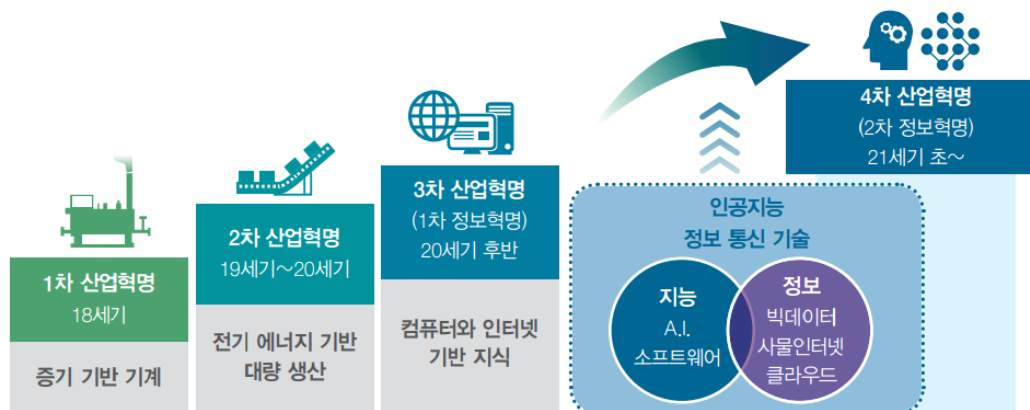 1차 산업혁명
18세기
증기 기반 기계
2차 산업혁명
19세기~20세기
전기 에너지 기반
대량 생산
3차 산업혁명
(1차 정보혁명)
20세기 후반
컴퓨터와 인터넷
기반 지식
인공지능
정보 통신 기술
지능
A.I.
소프트웨어
정보
빅데이터
사물인터넷
클라우드
4차 산업혁명
(2차 정보혁명)
21세기 초~